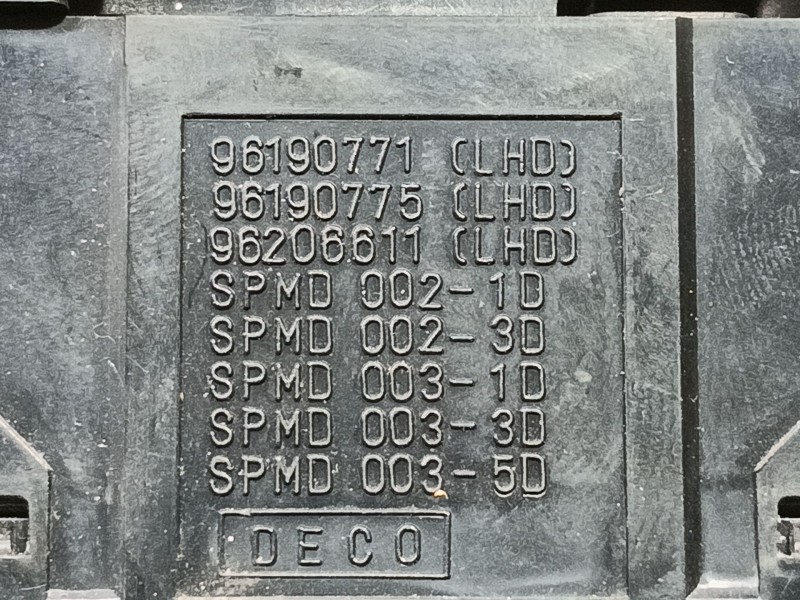 96190771 (LHD)
96190775 (LHD)
96206611 (LHD)
SPMD 002-1D
SPMD 002-3D
SPMD 003-1D
SPMD 003-3D
SPMD 003-5D
DECO